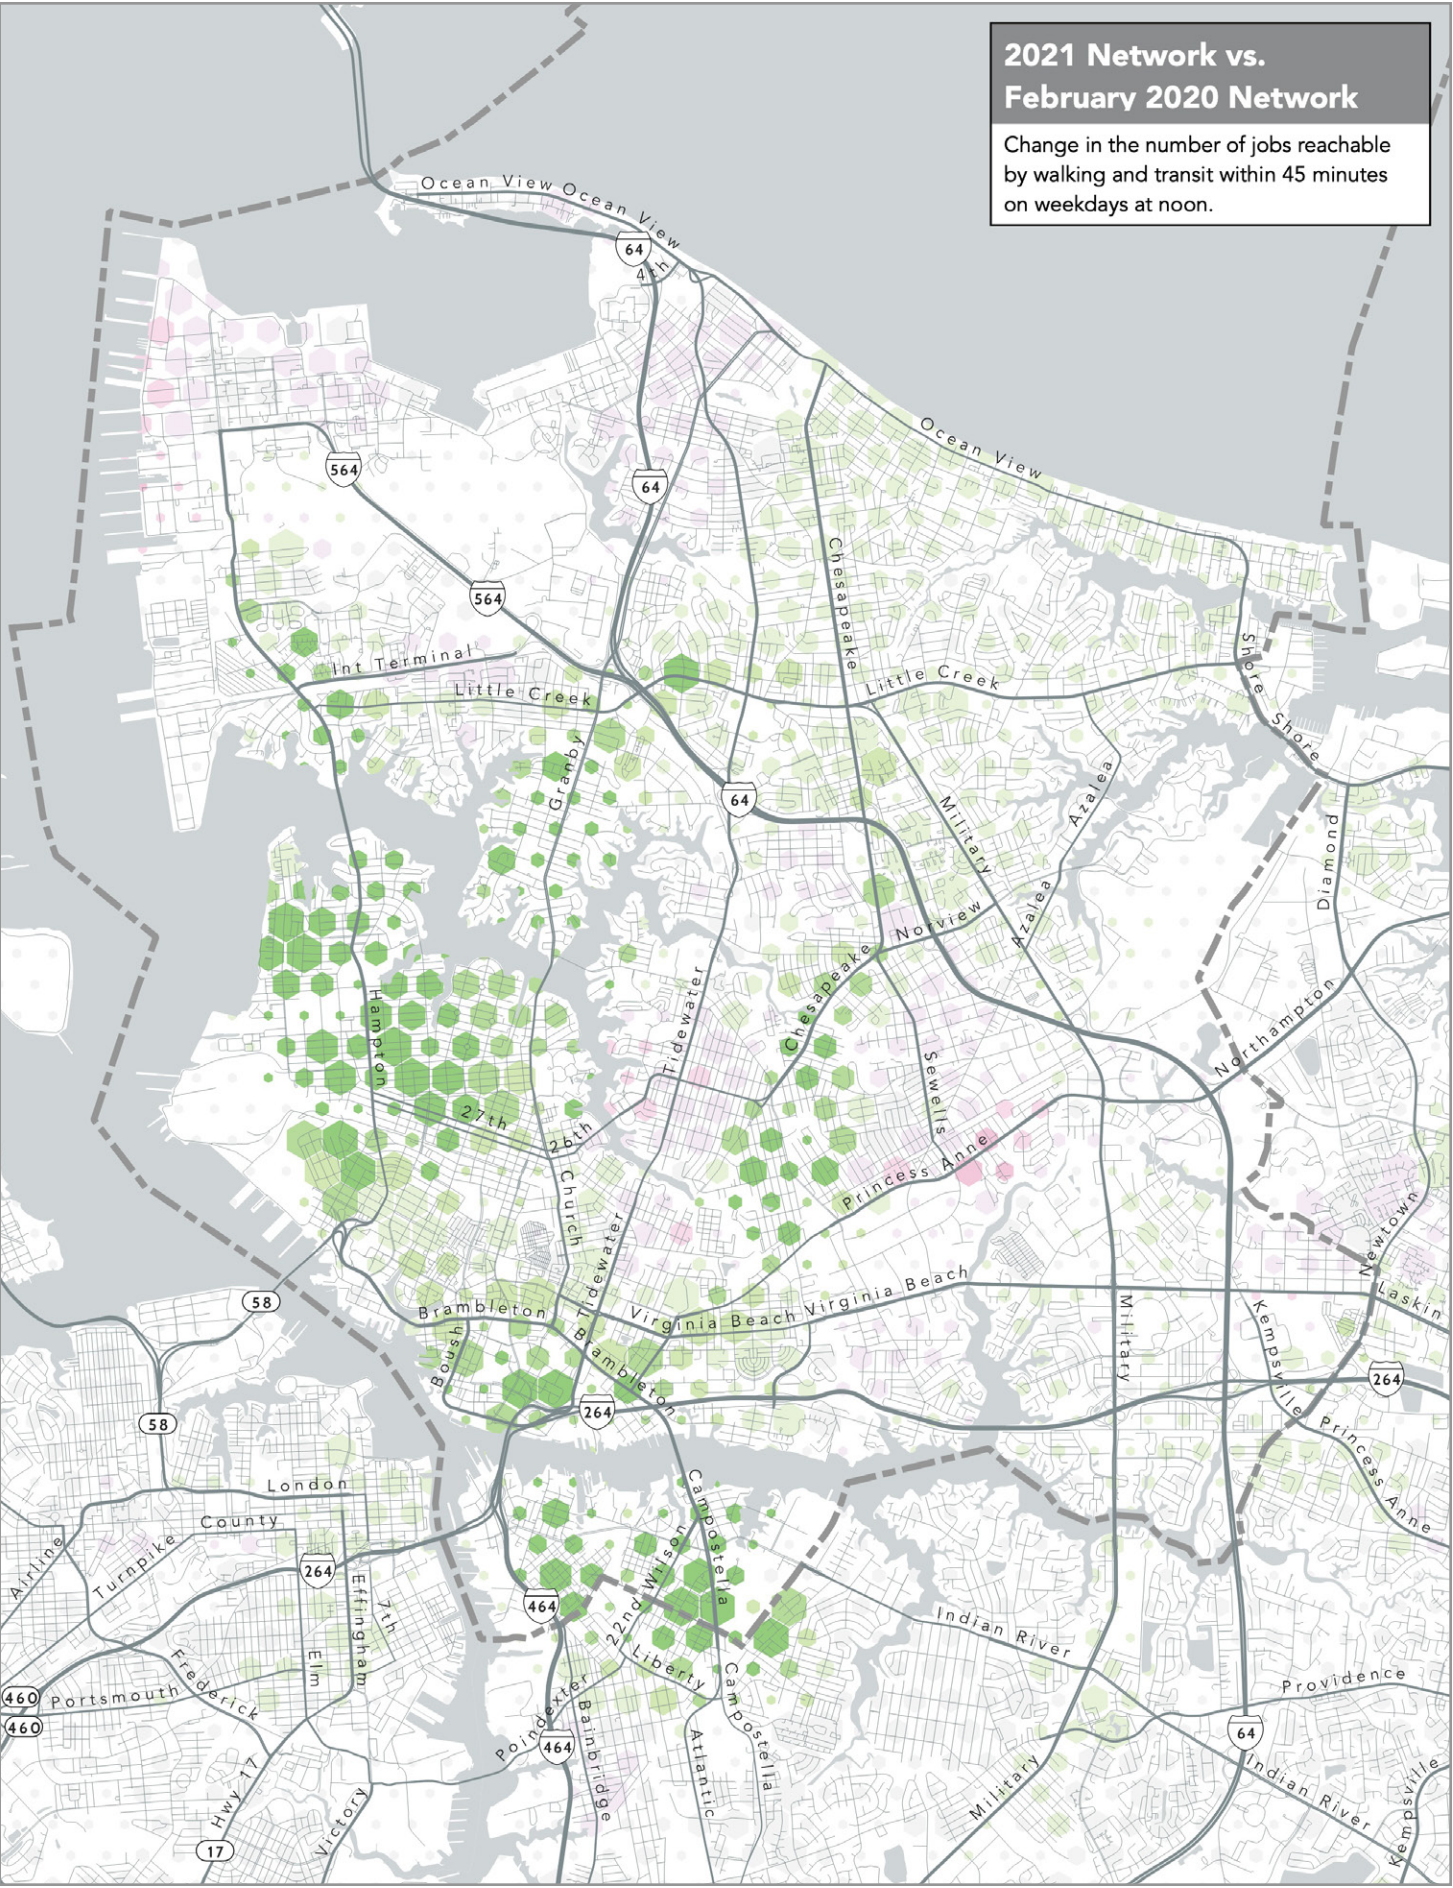 2021 Network vs.
February 2020 Network
Change in the number of jobs reachable
by walking and transit within 45 minutes
on weekdays at noon.
Ocean View Ocean View
64
4th
Ocean View
564
64
Chesapeake
564
Int Terminal
Little Creek
Little Creek
Shore
Shore
Granby
64
Military
Azalea
Diamond
Azalea
Norview
Hampton
Chesapeake
Tidewater
Northampton
Sewells
27th
26th
Princess Anne
Church
Newtown
Tidewater
Virginia Beach
Virginia Beach
58
Brambleton
Brambleton
Laskin
Kempsville
Military
Boush
264
264
58
Princess Anne
London
County
Campostella
Airline
Turnpike
264
Wilson
Effingham
7th
464
22nd
Indian River
Liberty
Elm
Frederick
Campostella
460
Portsmouth
460
Providence
Poindexter
Bainbridge
464
Atlantic
64
Hwy 17
Victory
Military
Indian River
17